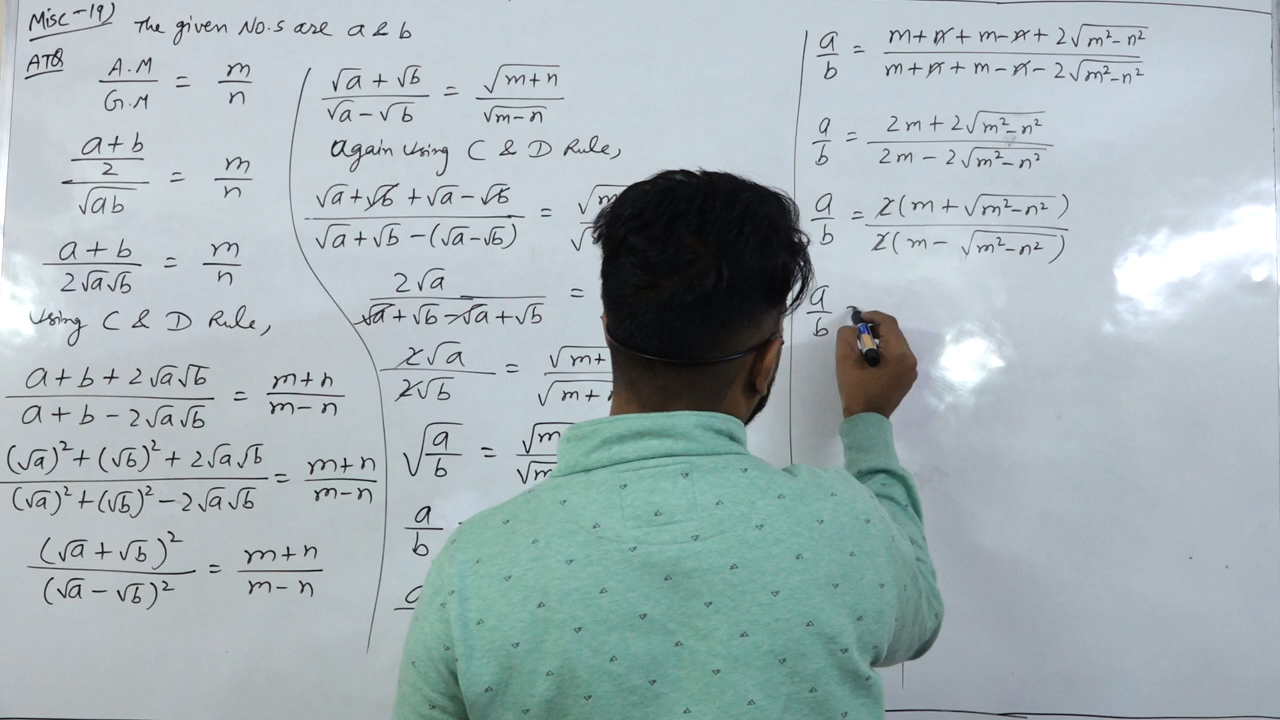 Misc-19) The given No.s are a & b
ATQ A.M/G.M = m/n
(a+b/2)/√ab = m/n
a+b/2√a√b = m/n
Using C & D Rule,
a+b+2√a√b/a+b-2√a√b = m+n/m-n
(√a)²+(√b)²+2√a√b/(√a)²+(√b)²-2√a√b = m+n/m-n
(√a+√b)²/(√a-√b)² = m+n/m-n
√a+√b/√a-√b = √m+n/√m-n
Again Using C & D Rule,
√a+√b+√a-√b/√a+√b-(√a-√b) = √m
2√a/√a+√b-√a+√b =
2√a/2√b = √m+/√m+
√a/b = √m/√m
a/b
a/b = m+n+m-n+2√m²-n²/m+n+m-n-2√m²-n²
a/b = 2m+2√m²-n²/2m-2√m²-n²
a/b = 2(m+√m²-n²)/2(m-√m²-n²)
a/b